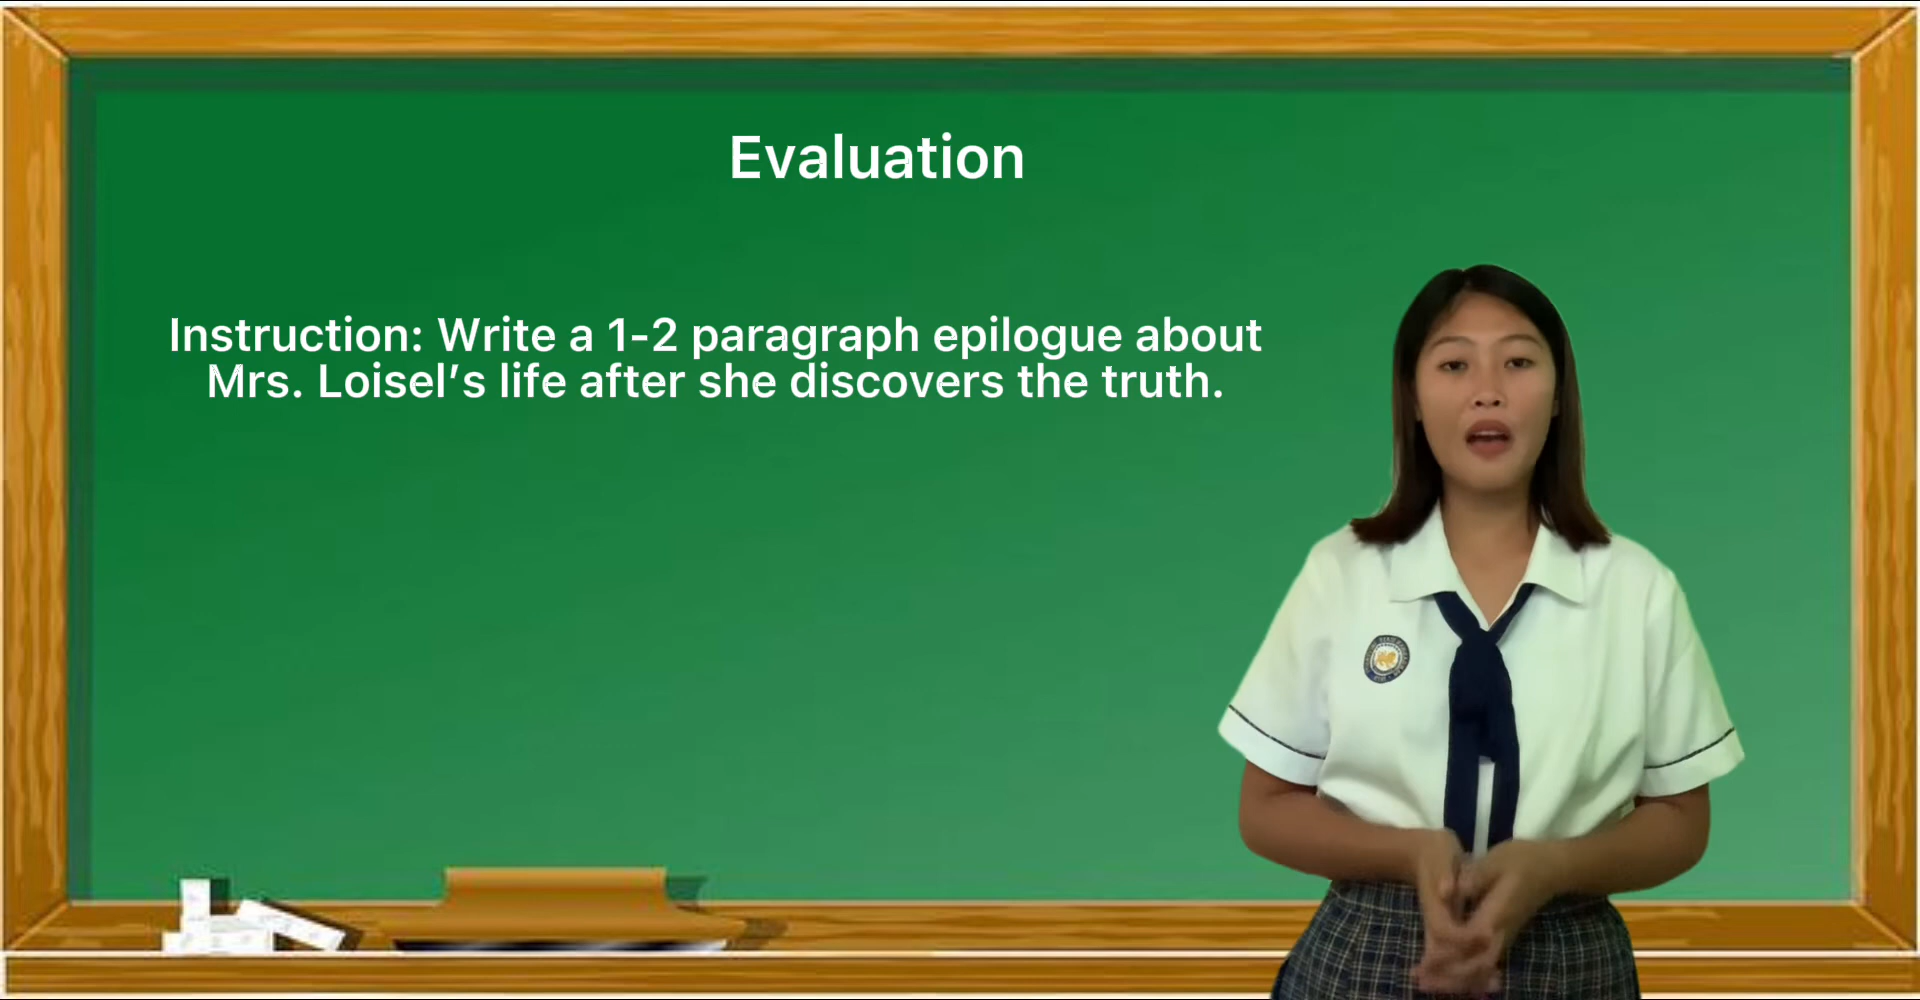 Evaluation
Instruction: Write a 1-2 paragraph epilogue about
Mrs. Loisel’s life after she discovers the truth.